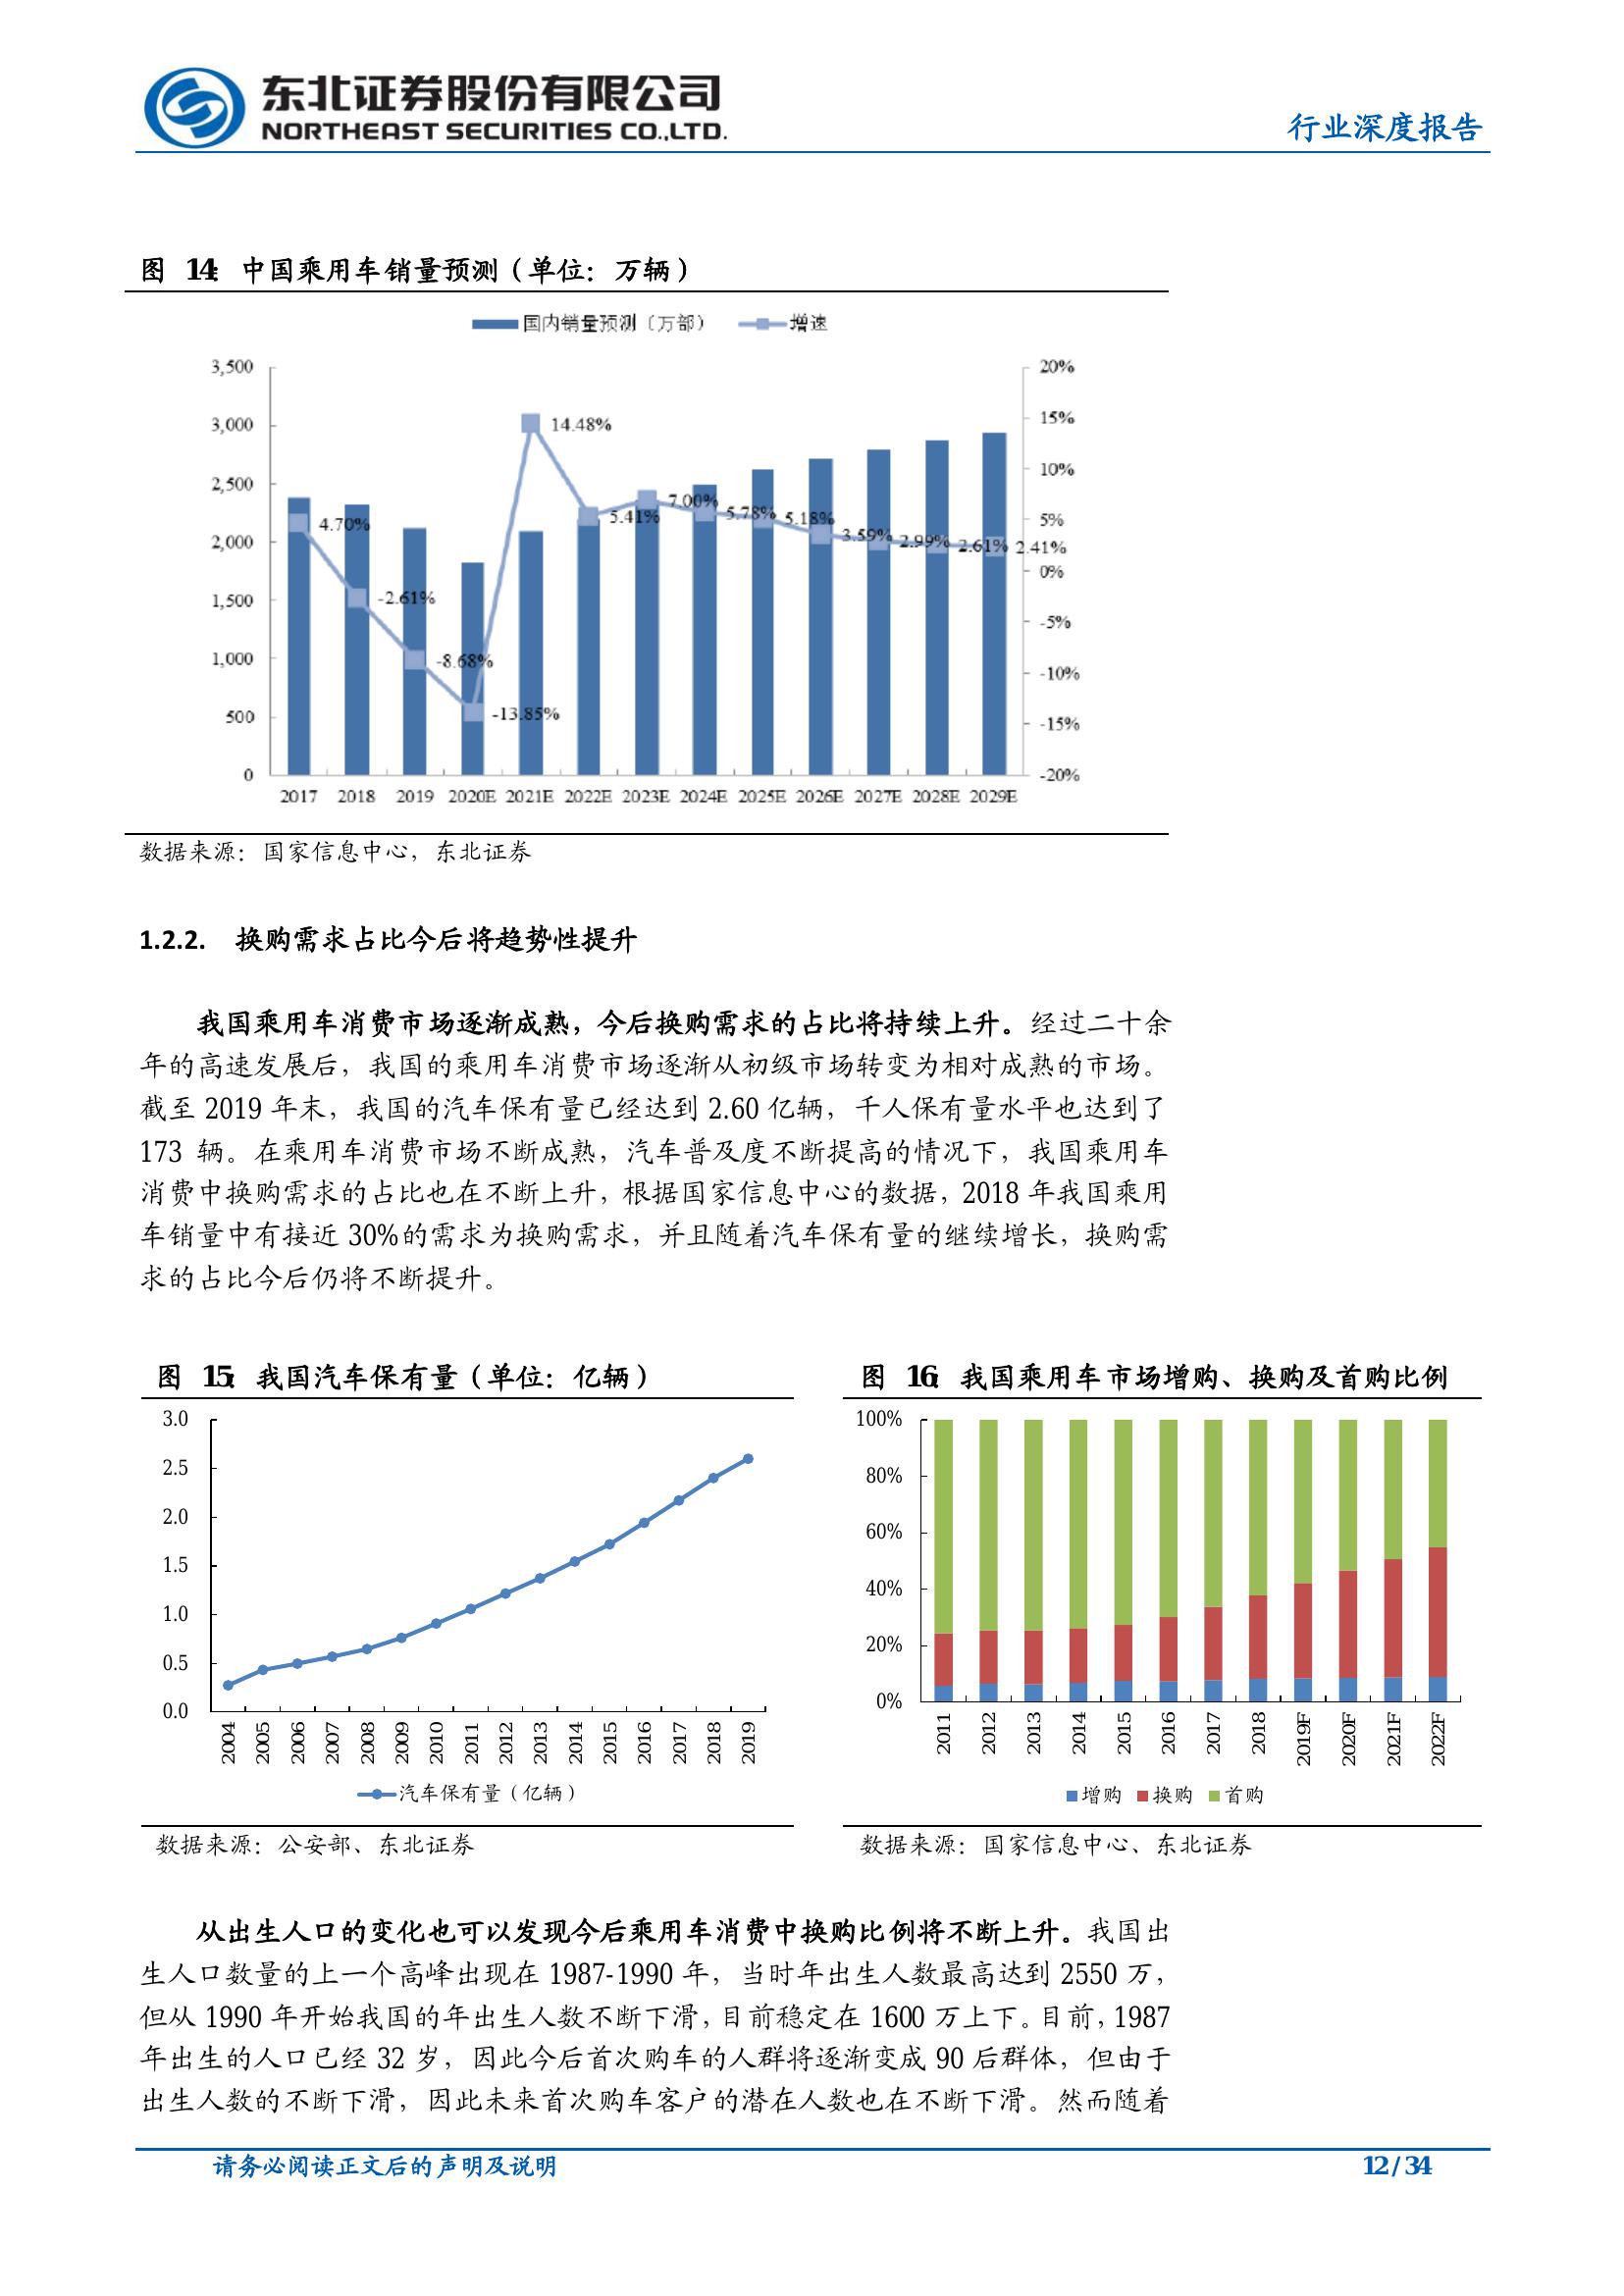 东北证券股份有限公司
NORTHEAST SECURITIES CO.,LTD.
行业深度报告
图 14: 中国乘用车销量预测（单位：万辆）
国内销量预测（万部） 增速
3,500
3,000
2,500
2,000
1,500
1,000
500
0
20%
15%
10%
5%
0%
-5%
-10%
-15%
-20%
4.70%
-2.61%
-8.68%
-13.85%
14.48%
5.41%
7.00%
5.78%
5.18%
3.59%
2.99%
2.61%
2.41%
2017 2018 2019 2020E 2021E 2022E 2023E 2024E 2025E 2026E 2027E 2028E 2029E
数据来源：国家信息中心，东北证券
1.2.2. 换购需求占比今后将趋势性提升
我国乘用车消费市场逐渐成熟，今后换购需求的占比将持续上升。经过二十余
年的高速发展后，我国的乘用车消费市场逐渐从初级市场转变为相对成熟的市场。
截至 2019 年末，我国的汽车保有量已经达到 2.60 亿辆，千人保有量水平也达到了
173 辆。在乘用车消费市场不断成熟，汽车普及度不断提高的情况下，我国乘用车
消费中换购需求的占比也在不断上升，根据国家信息中心的数据，2018 年我国乘用
车销量中有接近 30%的需求为换购需求，并且随着汽车保有量的继续增长，换购需
求的占比今后仍将不断提升。
图 15: 我国汽车保有量（单位：亿辆）
3.0
2.5
2.0
1.5
1.0
0.5
0.0
2004 2005 2006 2007 2008 2009 2010 2011 2012 2013 2014 2015 2016 2017 2018 2019
汽车保有量（亿辆）
数据来源：公安部、东北证券
图 16: 我国乘用车市场增购、换购及首购比例
100%
80%
60%
40%
20%
0%
2011 2012 2013 2014 2015 2016 2017 2018 2019F 2020F 2021F 2022F
增购 换购 首购
数据来源：国家信息中心、东北证券
从出生人口的变化也可以发现今后乘用车消费中换购比例将不断上升。我国出
生人口数量的上一个高峰出现在 1987-1990 年，当时年出生人数最高达到 2550 万，
但从 1990 年开始我国的年出生人数不断下滑，目前稳定在 1600 万上下。目前，1987
年出生的人口已经 32 岁，因此今后首次购车的人群将逐渐变成 90 后群体，但由于
出生人数的不断下滑，因此未来首次购车客户的潜在人数也在不断下滑。然而随着
请务必阅读正文后的声明及说明
12 / 34